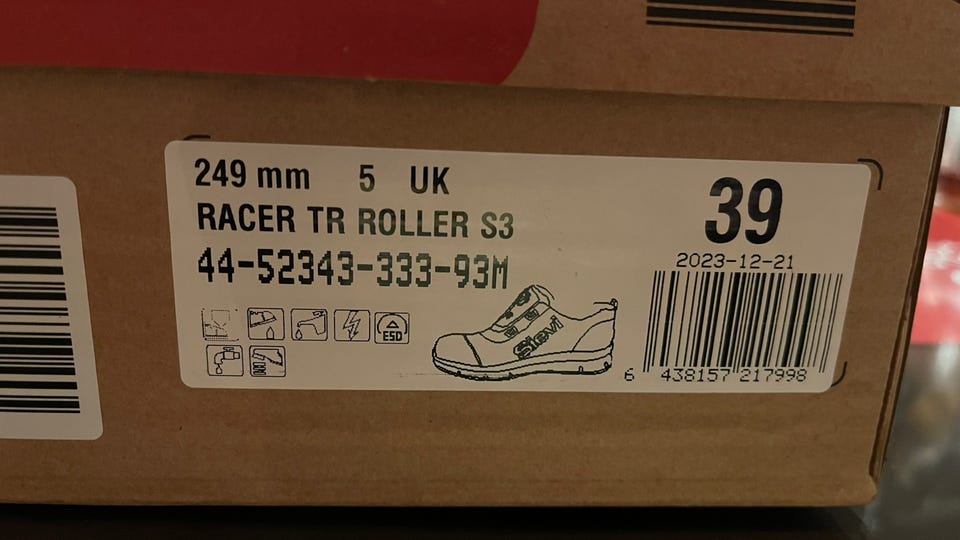 249 mm 5 UK
RACER TR ROLLER S3
44-52343-333-93M
39
2023-12-21
ESD
Sievi
6 438157 217998